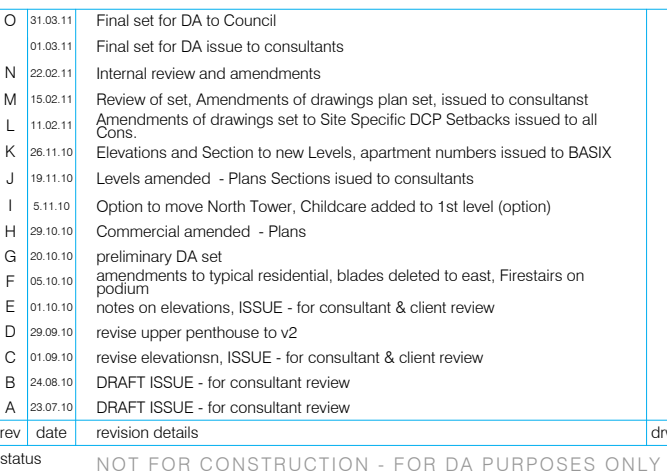 O 31.03.11 Final set for DA to Council
01.03.11 Final set for DA issue to consultants
N 22.02.11 Internal review and amendments
M 15.02.11 Review of set, Amendments of drawings plan set, issued to consultanst
L 11.02.11 Amendments of drawings set to Site Specific DCP Setbacks issued to all
Cons.
K 26.11.10 Elevations and Section to new Levels, apartment numbers issued to BASIX
J 19.11.10 Levels amended - Plans Sections isued to consultants
I 5.11.10 Option to move North Tower, Childcare added to 1st level (option)
H 29.10.10 Commercial amended - Plans
G 20.10.10 preliminary DA set
F 05.10.10 amendments to typical residential, blades deleted to east, Firestairs on
podium
E 01.10.10 notes on elevations, ISSUE - for consultant & client review
D 29.09.10 revise upper penthouse to v2
C 01.09.10 revise elevationsn, ISSUE - for consultant & client review
B 24.08.10 DRAFT ISSUE - for consultant review
A 23.07.10 DRAFT ISSUE - for consultant review
rev date revision details
status NOT FOR CONSTRUCTION - FOR DA PURPOSES ONLY